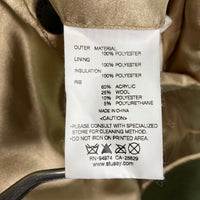 OUTER MATERIAL
100% POLYESTER
LINING
100% POLYESTER
INSULATION
100% POLYESTER
RIB
60% ACRYLIC
25% WOOL
10% POLYESTER
5% POLYURETHANE
MADE IN CHINA
<CAUTION>
●PLEASE CONSULT WITH SPECIALIZED
STORE FOR CLEANING METHOD.
●DO NOT IRON ON PRINTED AREA.
RN-94974 CA-28829
www.stussy.com